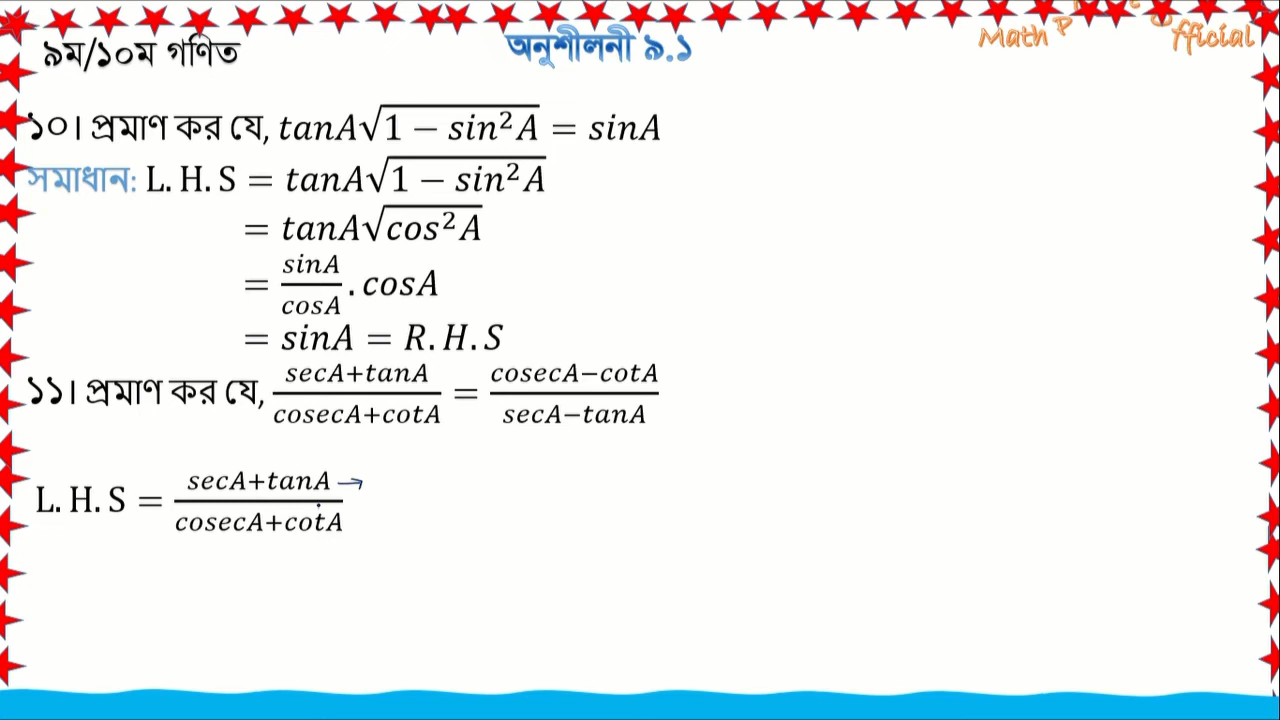 ৯ম/১০ম গণিত
অনুশীলনী ৯.১
Math P fficial
১০। প্রমাণ কর যে, tanA√(1 − sin²A) = sinA
সমাধান: L. H. S = tanA√(1 − sin²A)
= tanA√(cos²A)
= sinA/cosA . cosA
= sinA = R. H. S
১১। প্রমাণ কর যে, (secA+tanA)/(cosecA+cotA) = (cosecA−cotA)/(secA−tanA)
L. H. S = (secA+tanA)/(cosecA+cotA) →